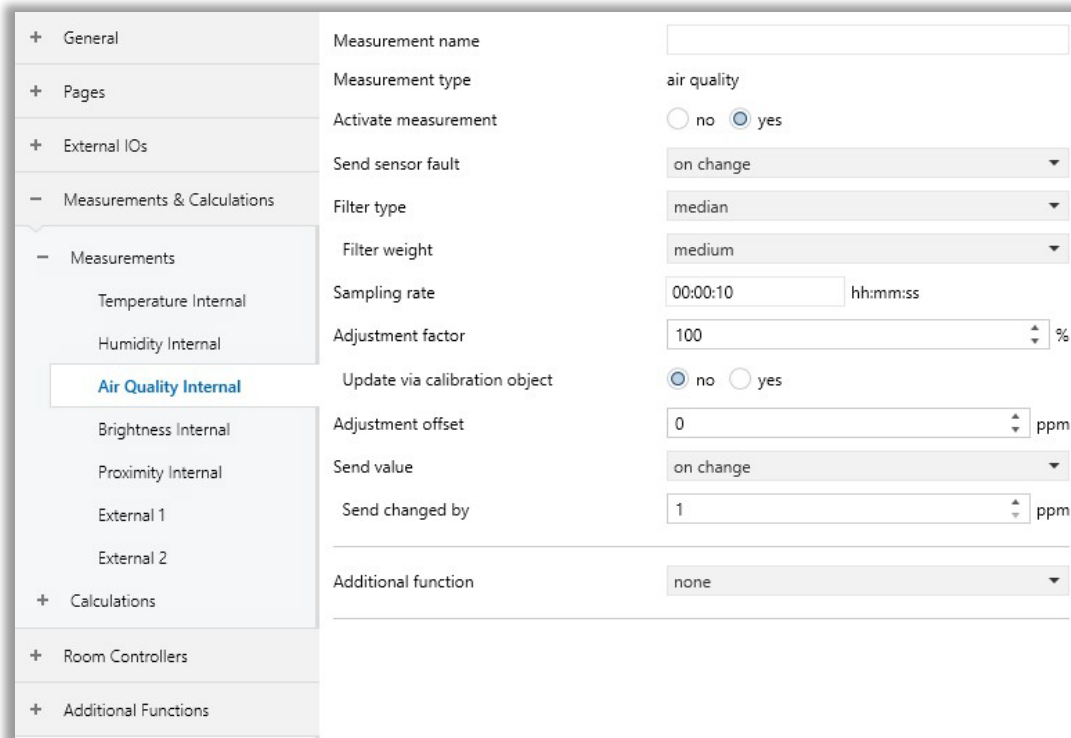 General
Pages
External IOs
Measurements & Calculations
Measurements
Temperature Internal
Humidity Internal
Air Quality Internal
Brightness Internal
Proximity Internal
External 1
External 2
Calculations
Room Controllers
Additional Functions
Measurement name
Measurement type air quality
Activate measurement no yes
Send sensor fault on change
Filter type median
Filter weight medium
Sampling rate 00:00:10 hh:mm:ss
Adjustment factor 100 %
Update via calibration object no yes
Adjustment offset 0 ppm
Send value on change
Send changed by 1 ppm
Additional function none